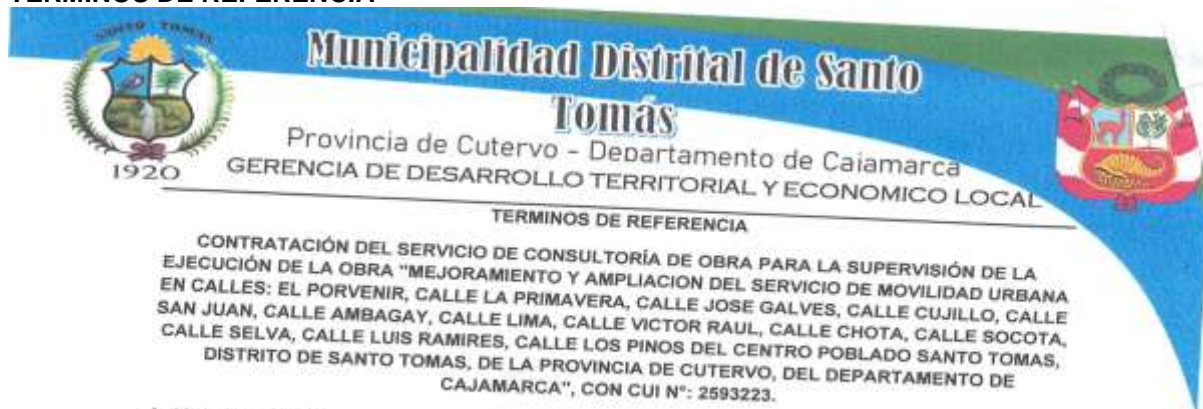 TERMINOS DE REFERENCIA
SANTO TOMAS
1920
Municipalidad Distrital de Santo
Tomás
Provincia de Cutervo - Departamento de Cajamarca
GERENCIA DE DESARROLLO TERRITORIAL Y ECONOMICO LOCAL
TERMINOS DE REFERENCIA
CONTRATACIÓN DEL SERVICIO DE CONSULTORÍA DE OBRA PARA LA SUPERVISIÓN DE LA
EJECUCIÓN DE LA OBRA "MEJORAMIENTO Y AMPLIACION DEL SERVICIO DE MOVILIDAD URBANA
EN CALLES: EL PORVENIR, CALLE LA PRIMAVERA, CALLE JOSE GALVES, CALLE CUJILLO, CALLE
SAN JUAN, CALLE AMBAGAY, CALLE LIMA, CALLE VICTOR RAUL, CALLE CHOTA, CALLE SOCOTA,
CALLE SELVA, CALLE LUIS RAMIRES, CALLE LOS PINOS DEL CENTRO POBLADO SANTO TOMAS,
DISTRITO DE SANTO TOMAS, DE LA PROVINCIA DE CUTERVO, DEL DEPARTAMENTO DE
CAJAMARCA", CON CUI N°: 2593223.